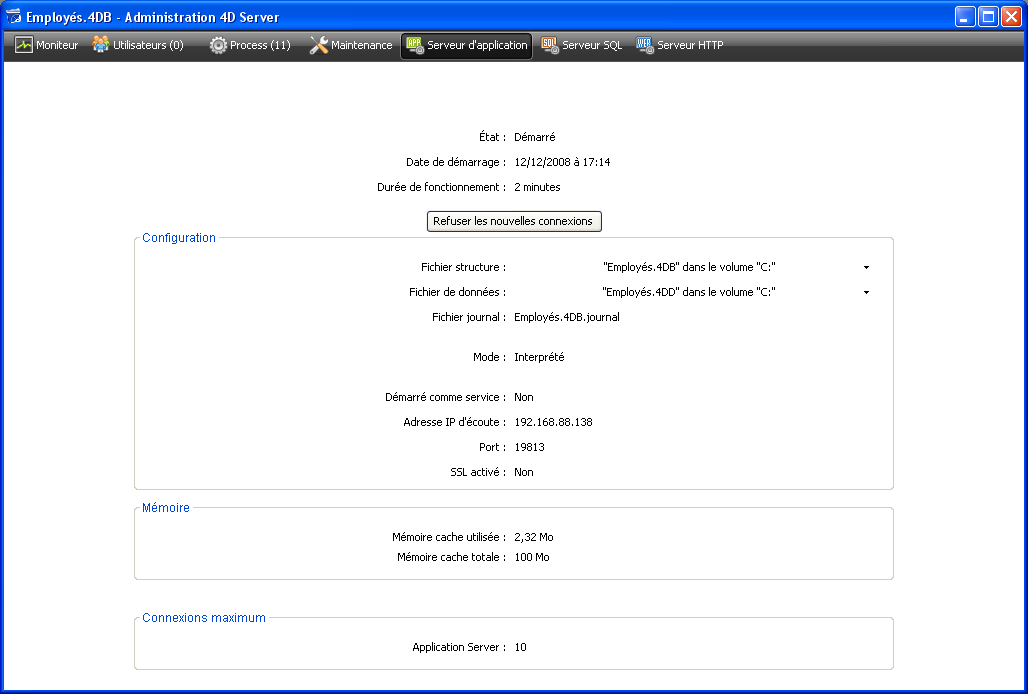 Employés.4DB - Administration 4D Server
Moniteur Utilisateurs (0) Process (11) Maintenance APP Serveur d'application SQL Serveur SQL WEB Serveur HTTP
État : Démarré
Date de démarrage : 12/12/2008 à 17:14
Durée de fonctionnement : 2 minutes
Refuser les nouvelles connexions
Configuration
Fichier structure : "Employés.4DB" dans le volume "C:"
Fichier de données : "Employés.4DD" dans le volume "C:"
Fichier journal : Employés.4DB.journal
Mode : Interprété
Démarré comme service : Non
Adresse IP d'écoute : 192.168.88.138
Port : 19813
SSL activé : Non
Mémoire
Mémoire cache utilisée : 2,32 Mo
Mémoire cache totale : 100 Mo
Connexions maximum
Application Server : 10